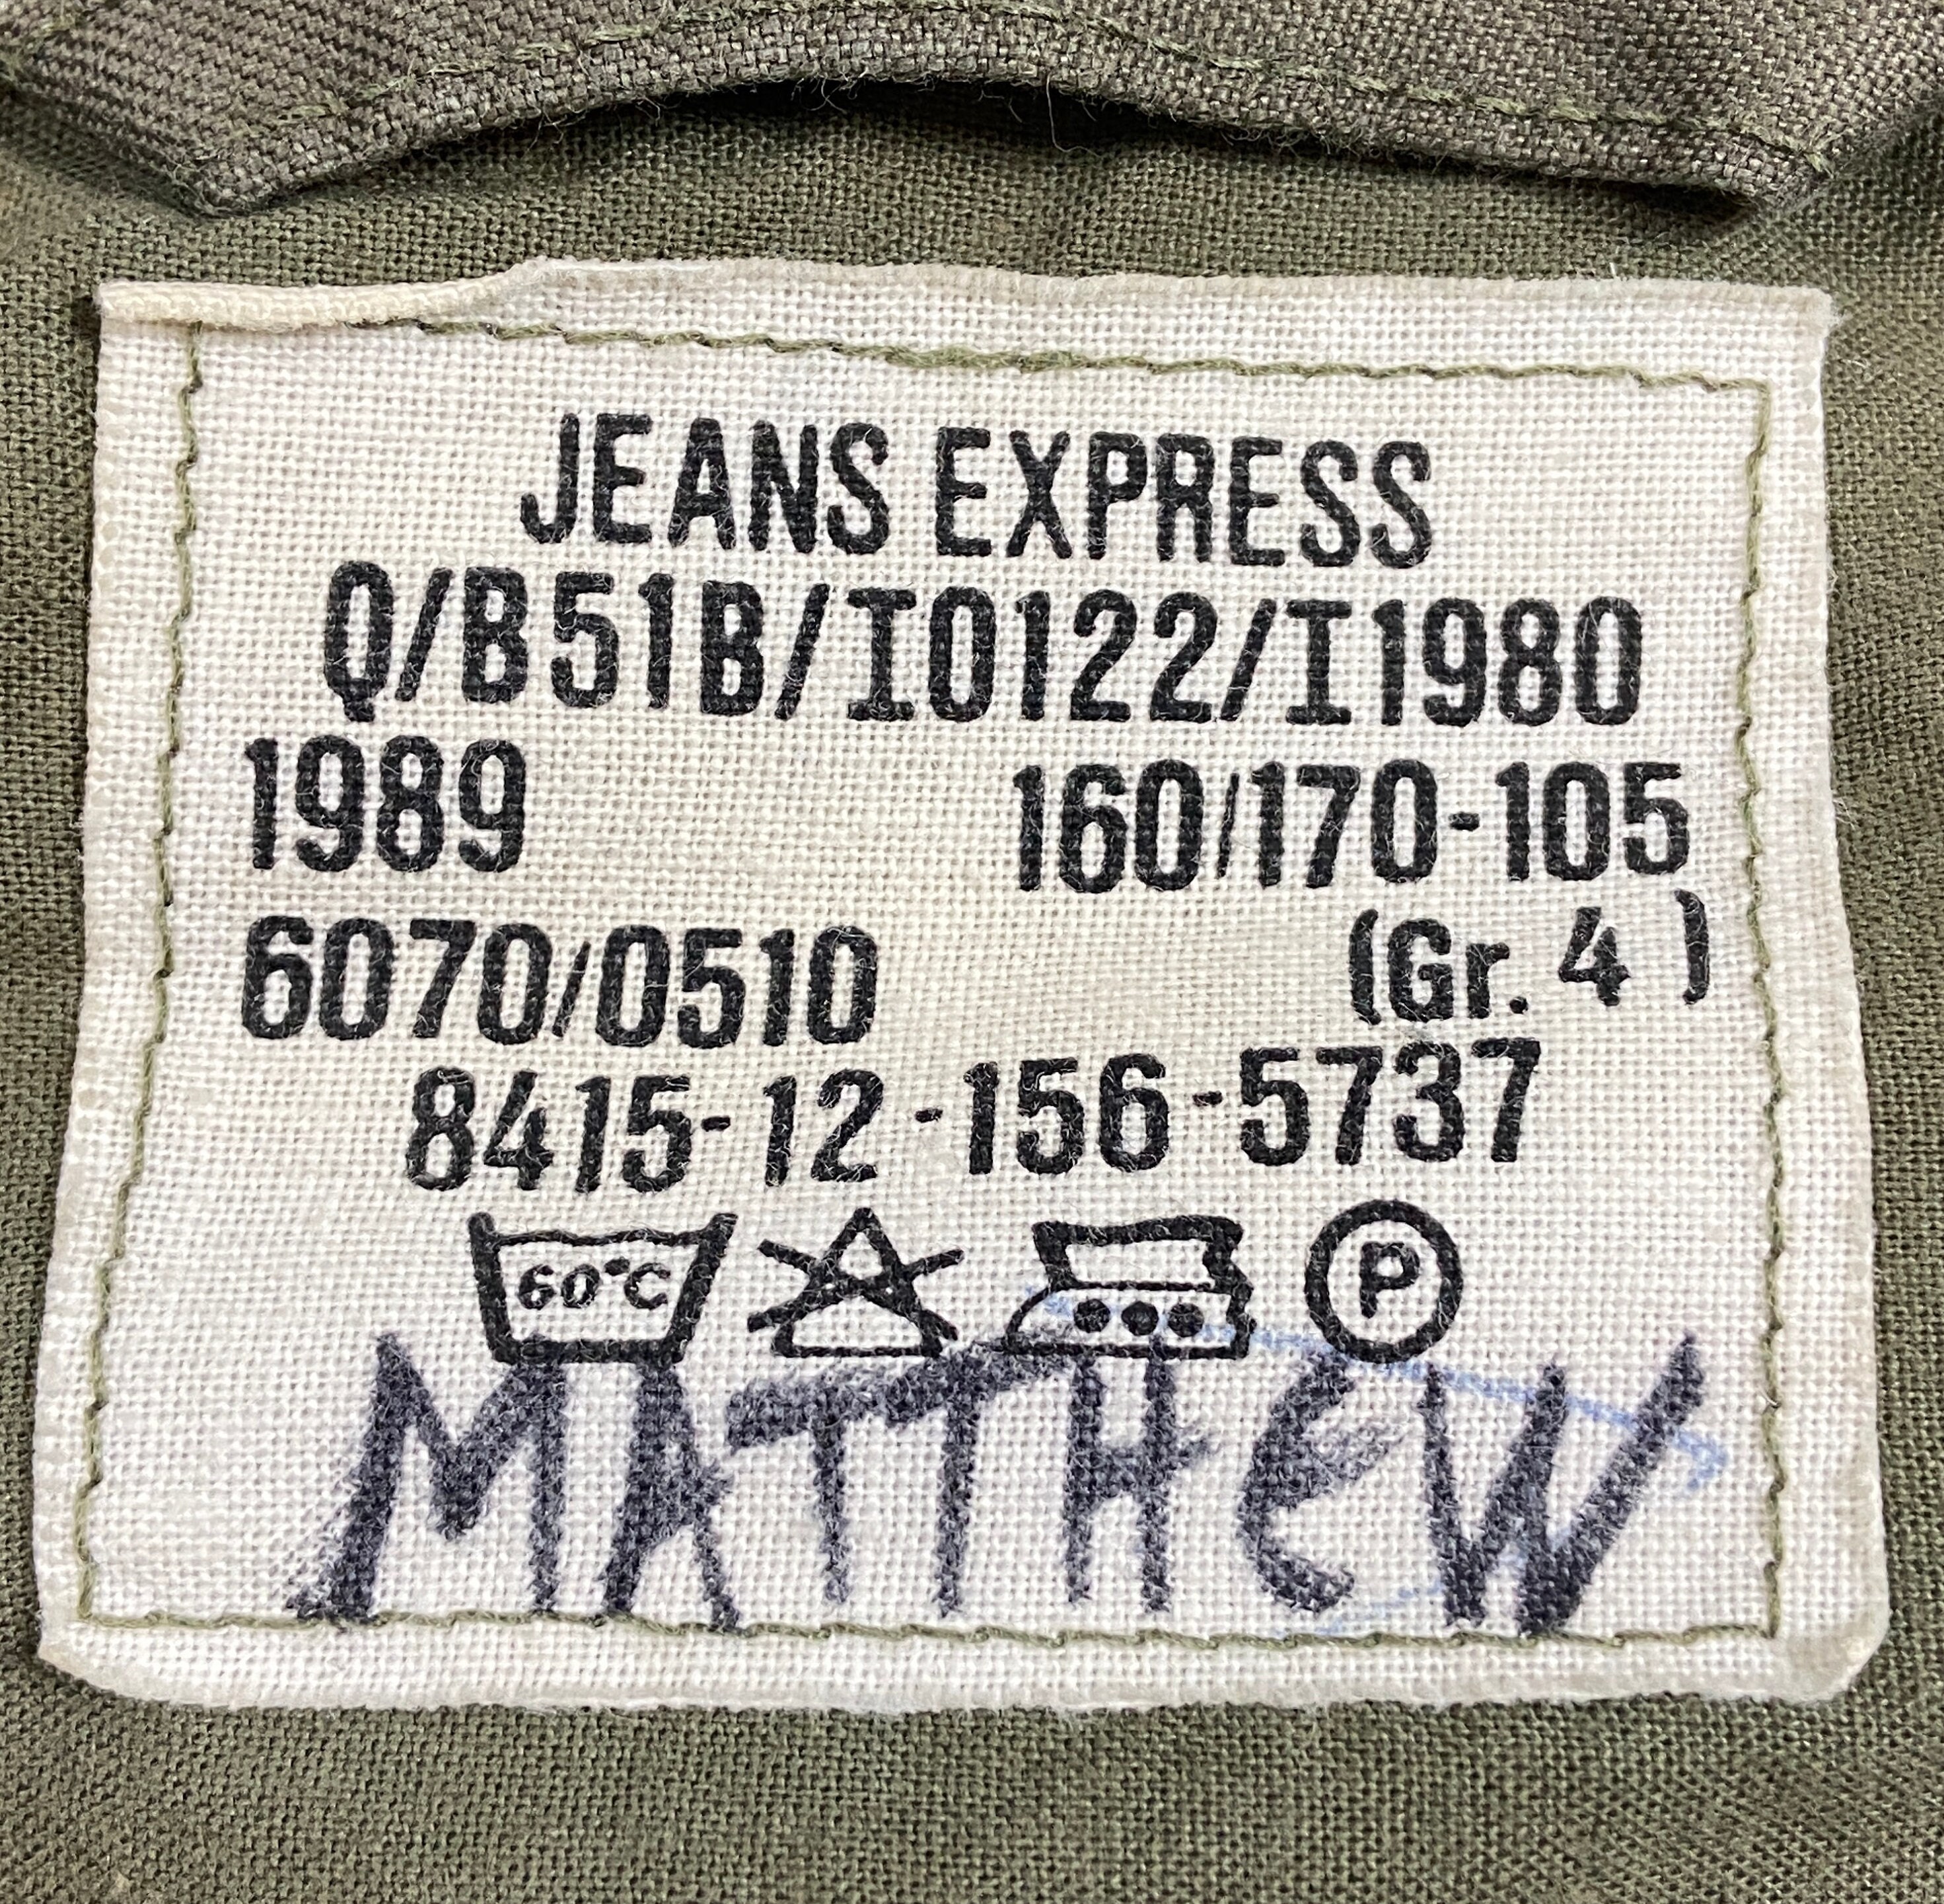 JEANS EXPRESS
Q/B51B/I0122/I1980
1989 160/170-105
6070/0510 (Gr. 4)
8415-12-156-5737
60°C P
MATTHEW